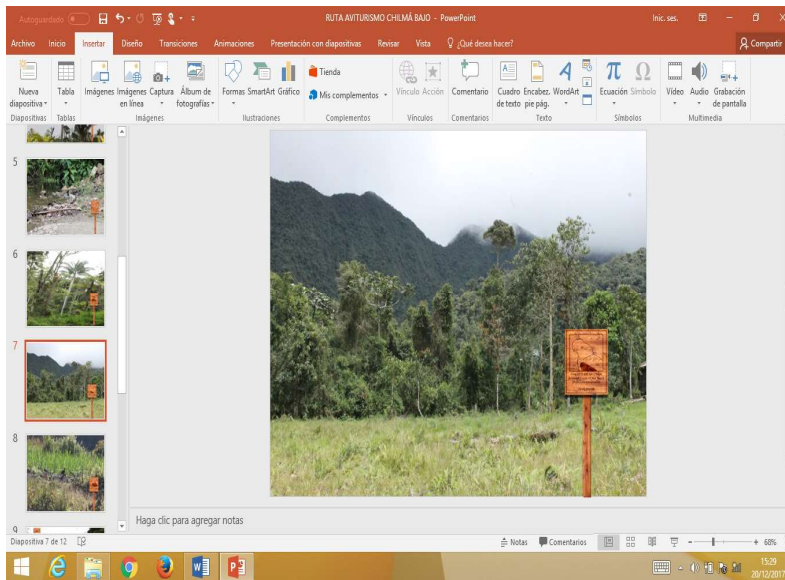 Autoguardado
RUTA AVITURISMO CHILMÁ BAJO - PowerPoint
Inic. ses.
Archivo Inicio Insertar Diseño Transiciones Animaciones Presentación con diapositivas Revisar Vista ¿Qué desea hacer? Compartir
Nueva diapositiva
Tabla
Imágenes
Imágenes en línea
Captura
Álbum de fotografías
Formas
SmartArt
Gráfico
Tienda
Mis complementos
Vínculo
Acción
Comentario
Cuadro de texto
Encabez. pie pág.
WordArt
Ecuación
Símbolo
Vídeo
Audio
Grabación de pantalla
Diapositivas Tablas Imágenes Ilustraciones Complementos Vínculos Comentarios Texto Símbolos Multimedia
5
6
7
8
9
Haga clic para agregar notas
Diapositiva 7 de 12
Notas Comentarios
68%
15:29
20/12/2017